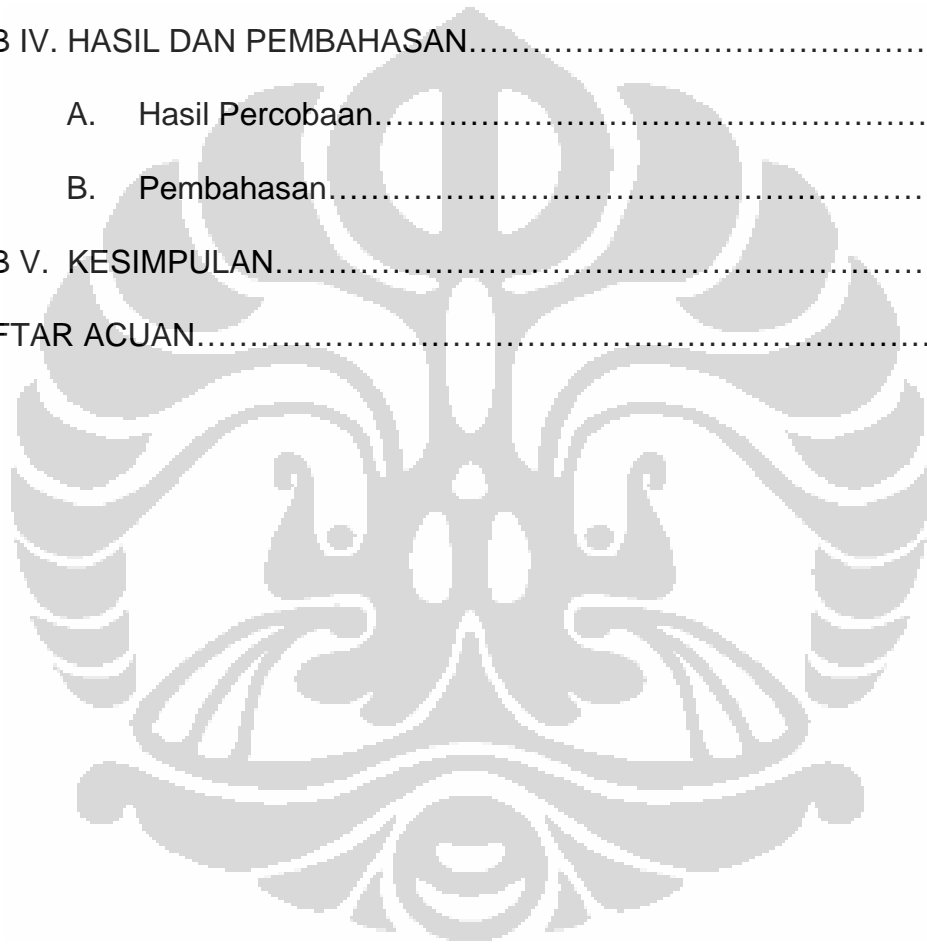 B IV. HASIL DAN PEMBAHASAN……………………………………
A. Hasil Percobaan………………………………………………
B. Pembahasan……………………………………………………
B V. KESIMPULAN…………………………………………………………
FTAR ACUAN…………………………………………………………………